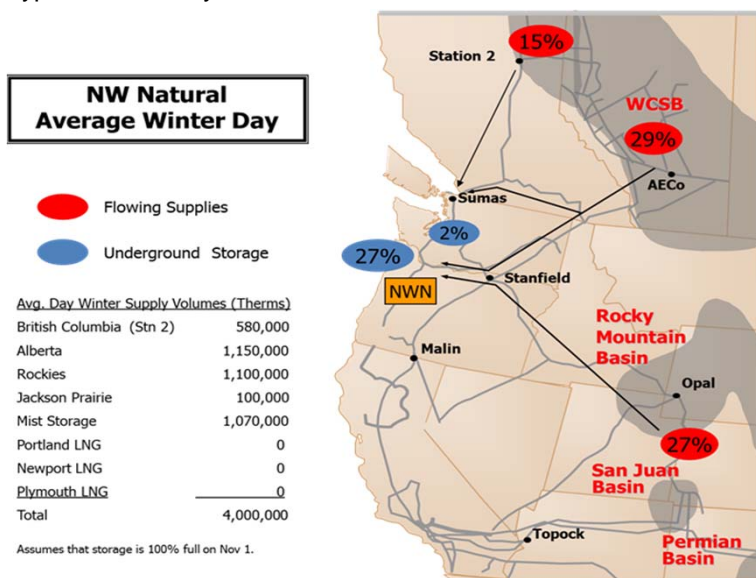 NW Natural
Average Winter Day
Flowing Supplies
Underground Storage
Avg. Day Winter Supply Volumes (Therms)
British Columbia (Stn 2) 580,000
Alberta 1,150,000
Rockies 1,100,000
Jackson Prairie 100,000
Mist Storage 1,070,000
Portland LNG 0
Newport LNG 0
Plymouth LNG 0
Total 4,000,000
Assumes that storage is 100% full on Nov 1.
15%
Station 2
WCSB
29%
AECo
Sumas
2%
27%
Stanfield
NWN
Rocky
Mountain
Basin
Malin
Opal
27%
San Juan
Basin
Topock
Permian
Basin